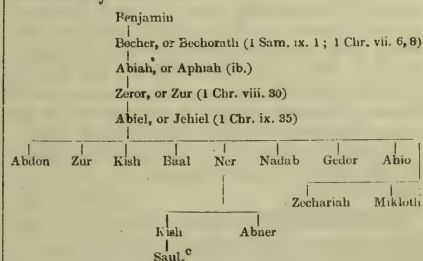 Benjamin
Becher, or Bechorath (1 Sam. ix. 1; 1 Chr. vii. 6, 8)
Abiah, or Aphiah (ib.)
Zeror, or Zur (1 Chr. viii. 30)
Abiel, or Jehiel (1 Chr. ix. 35)
Abdon Zur Kish Baal Ner Nadab Gedor Ahio
Zechariah Mikloth
Kish Abner
Saul.c